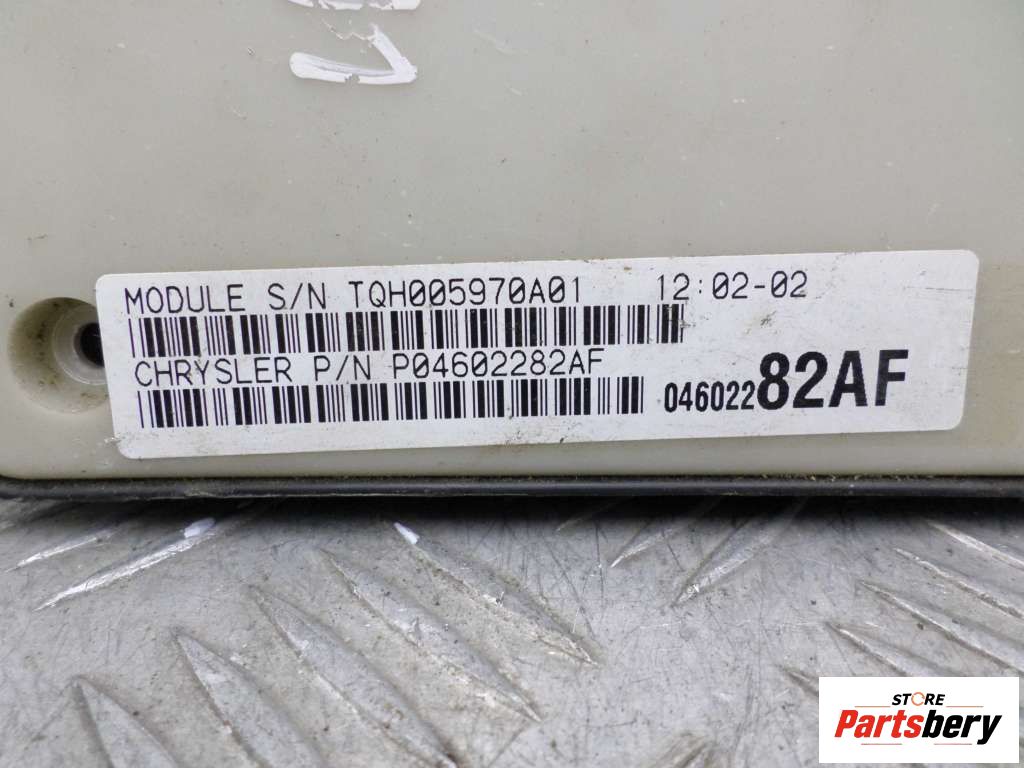 MODULE S/N TQH005970A01 12:02-02
CHRYSLER P/N P04602282AF
04602282AF
STORE
Partsbery